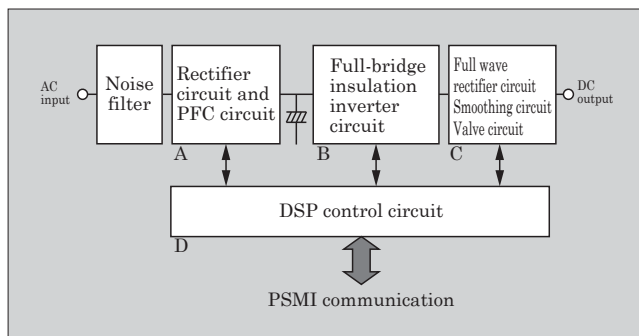 AC
input
Noise
filter
Rectifier
circuit and
PFC circuit
A
Full-bridge
insulation
inverter
circuit
B
Full wave
rectifier circuit
Smoothing circuit
Valve circuit
C
DC
output
DSP control circuit
D
PSMI communication